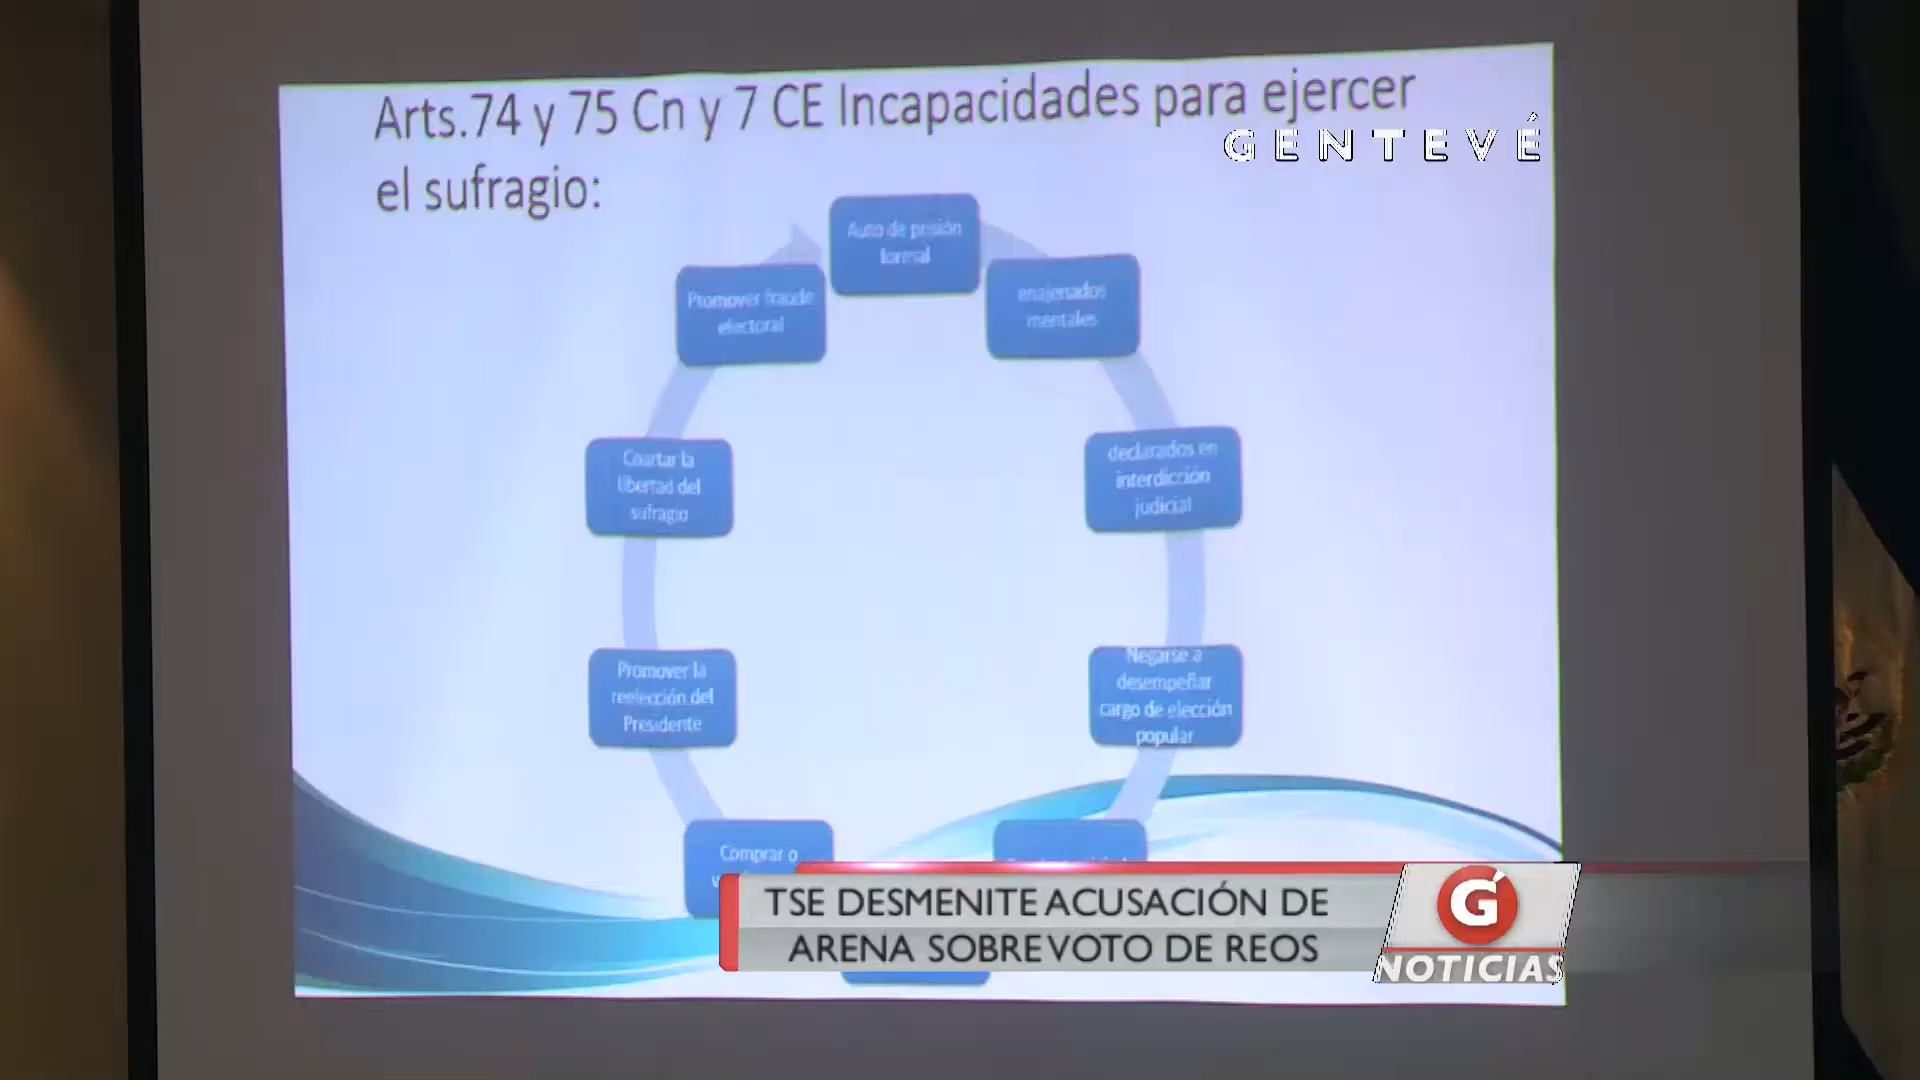 Arts.74 y 75 Cn y 7 CE Incapacidades para ejercer
el sufragio:
GENTEVÉ
Auto de prisión
formal
enajenados
mentales
declarados en
interdicción
judicial
Negarse a
desempeñar
cargo de elección
popular
Comprar o
Promover la
reelección del
Presidente
Coartar la
libertad del
sufragio
Promover fraude
electoral
TSE DESMENITE ACUSACIÓN DE
ARENA SOBRE VOTO DE REOS
G
NOTICIAS